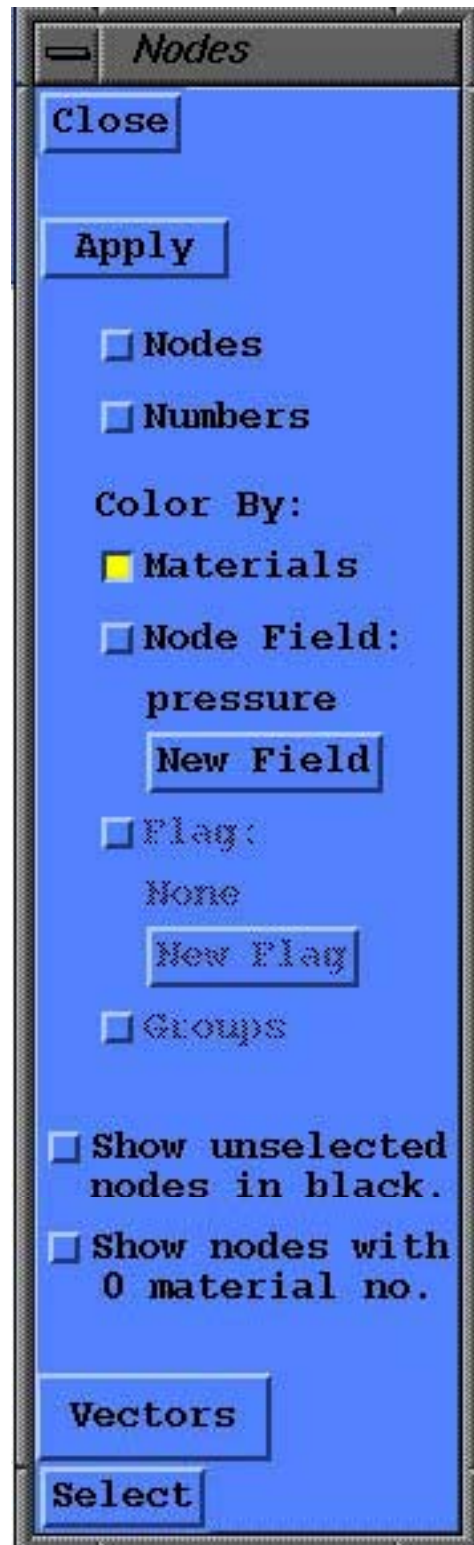 Nodes
Close
Apply
Nodes
Numbers
Color By:
Materials
Node Field:
pressure
New Field
Flag:
None
New Flag
Groups
Show unselected
nodes in black.
Show nodes with
0 material no.
Vectors
Select